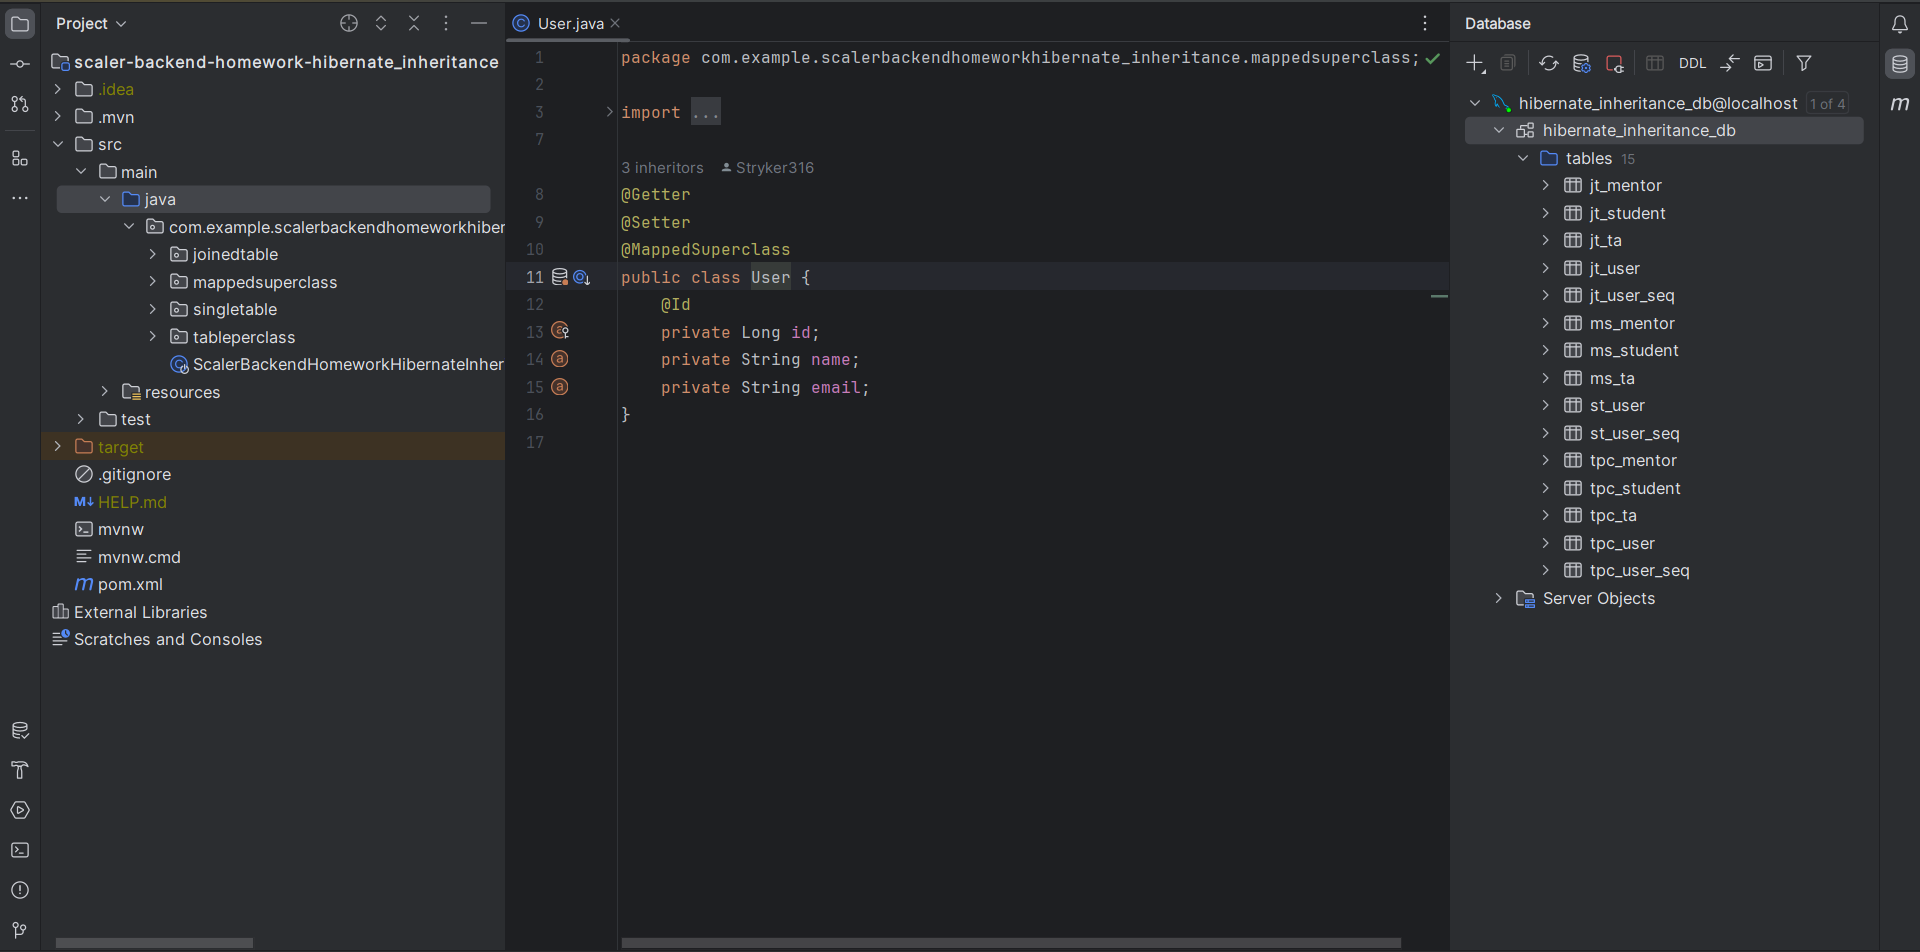 Project
scaler-backend-homework-hibernate_inheritance
.idea
.mvn
src
main
java
com.example.scalerbackendhomeworkhiber
joinedtable
mappedsuperclass
singletable
tableperclass
ScalerBackendHomeworkHibernateInher
resources
test
target
.gitignore
M↓ HELP.md
mvnw
mvnw.cmd
m pom.xml
External Libraries
Scratches and Consoles
User.java
1 package com.example.scalerbackendhomeworkhibernate_inheritance.mappedsuperclass;
2
3 import ...
7
3 inheritors Stryker316
8 @Getter
9 @Setter
10 @MappedSuperclass
11 public class User {
12 @Id
13 private Long id;
14 private String name;
15 private String email;
16 }
17
Database
DDL
hibernate_inheritance_db@localhost 1 of 4
hibernate_inheritance_db
tables 15
jt_mentor
jt_student
jt_ta
jt_user
jt_user_seq
ms_mentor
ms_student
ms_ta
st_user
st_user_seq
tpc_mentor
tpc_student
tpc_ta
tpc_user
tpc_user_seq
Server Objects
m